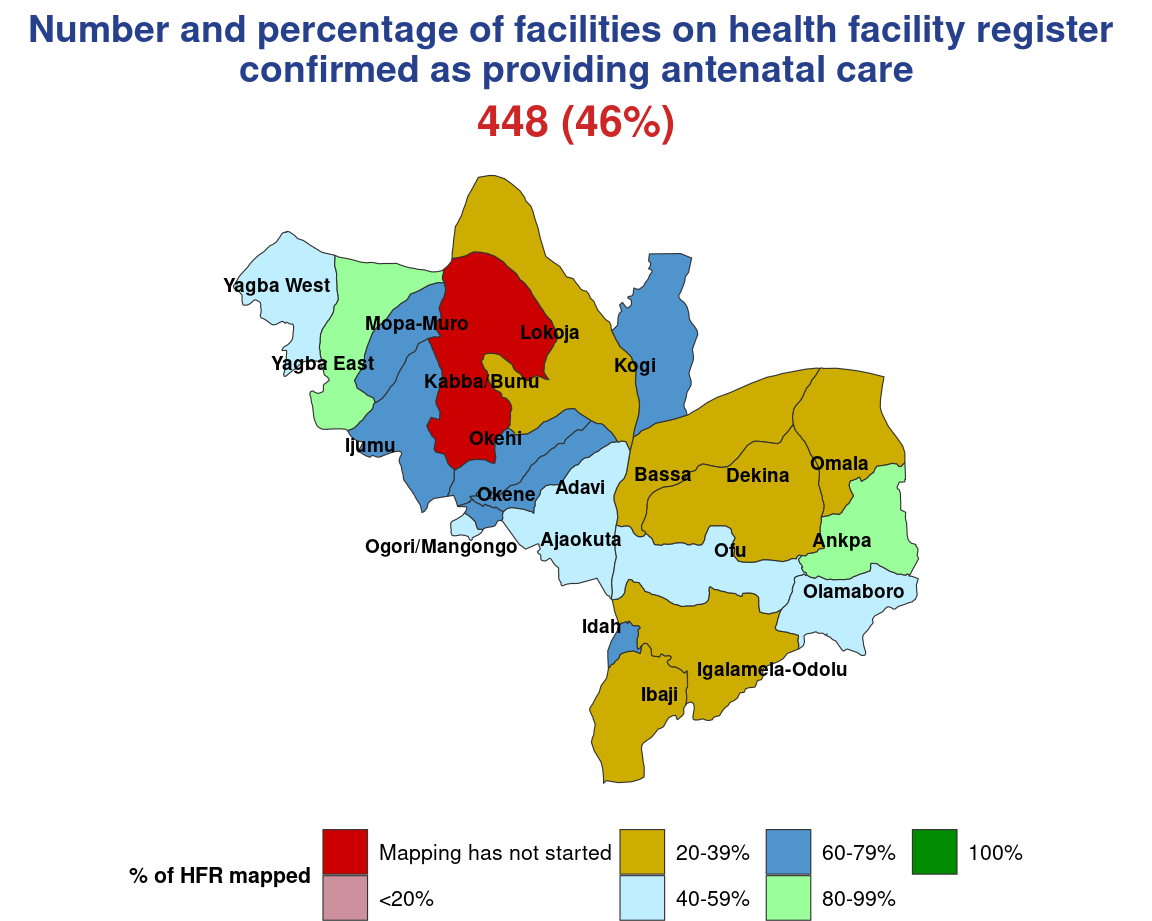 Number and percentage of facilities on health facility register
confirmed as providing antenatal care
448 (46%)
Yagba West
Mopa-Muro
Lokoja
Yagba East
Kogi
Kabba/Bunu
Okehi
Ijumu
Omala
Bassa
Dekina
Adavi
Okene
Ajaokuta
Ankpa
Ogori/Mangongo
Ofu
Olamaboro
Idah
Igalamela-Odolu
Ibaji
% of HFR mapped
Mapping has not started
<20%
20-39%
40-59%
60-79%
80-99%
100%